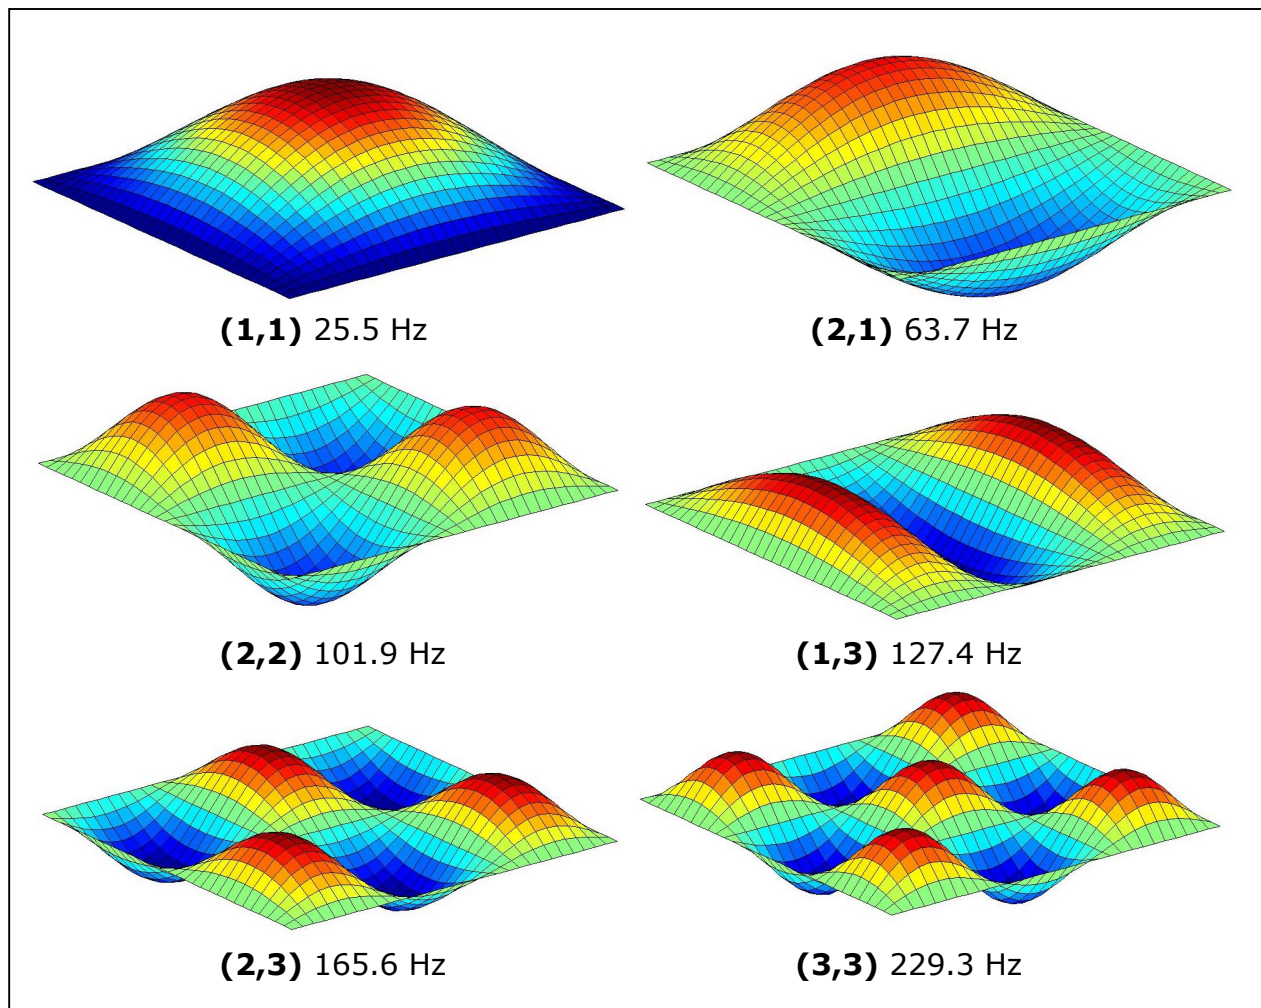 (1,1) 25.5 Hz
(2,1) 63.7 Hz
(2,2) 101.9 Hz
(1,3) 127.4 Hz
(2,3) 165.6 Hz
(3,3) 229.3 Hz